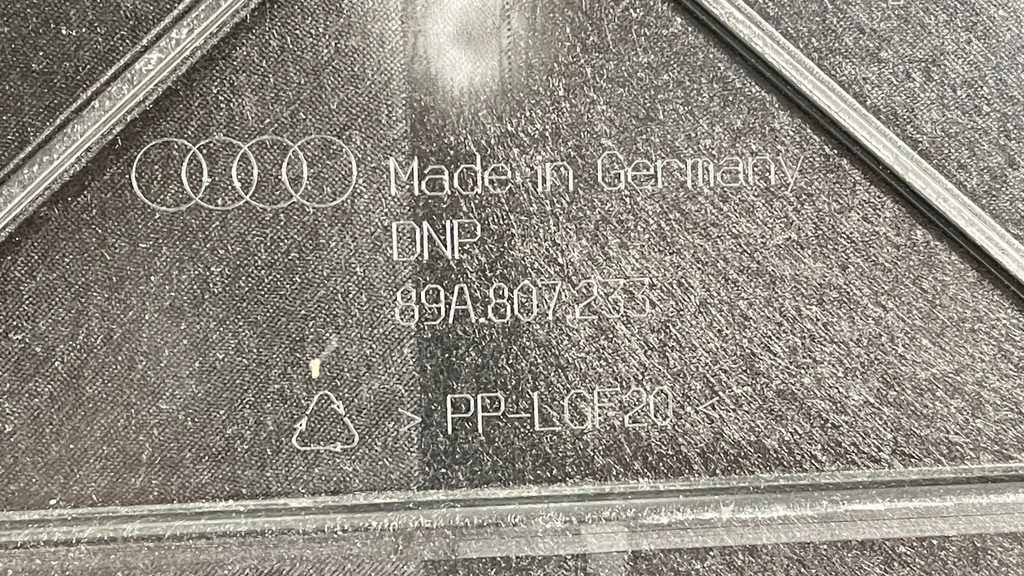 Made in Germany
DNP
89A.807.233
> PP-LGF20 <